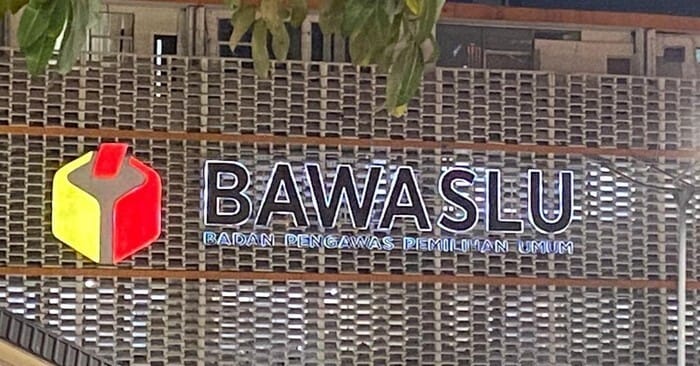 BAWASLU
BADAN PENGAWAS PEMILIHAN UMUM